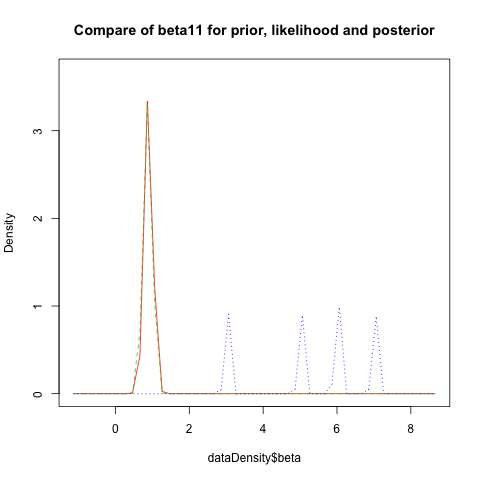 Compare of beta11 for prior, likelihood and posterior
Density
3
2
1
0
0 2 4 6 8
dataDensity$beta